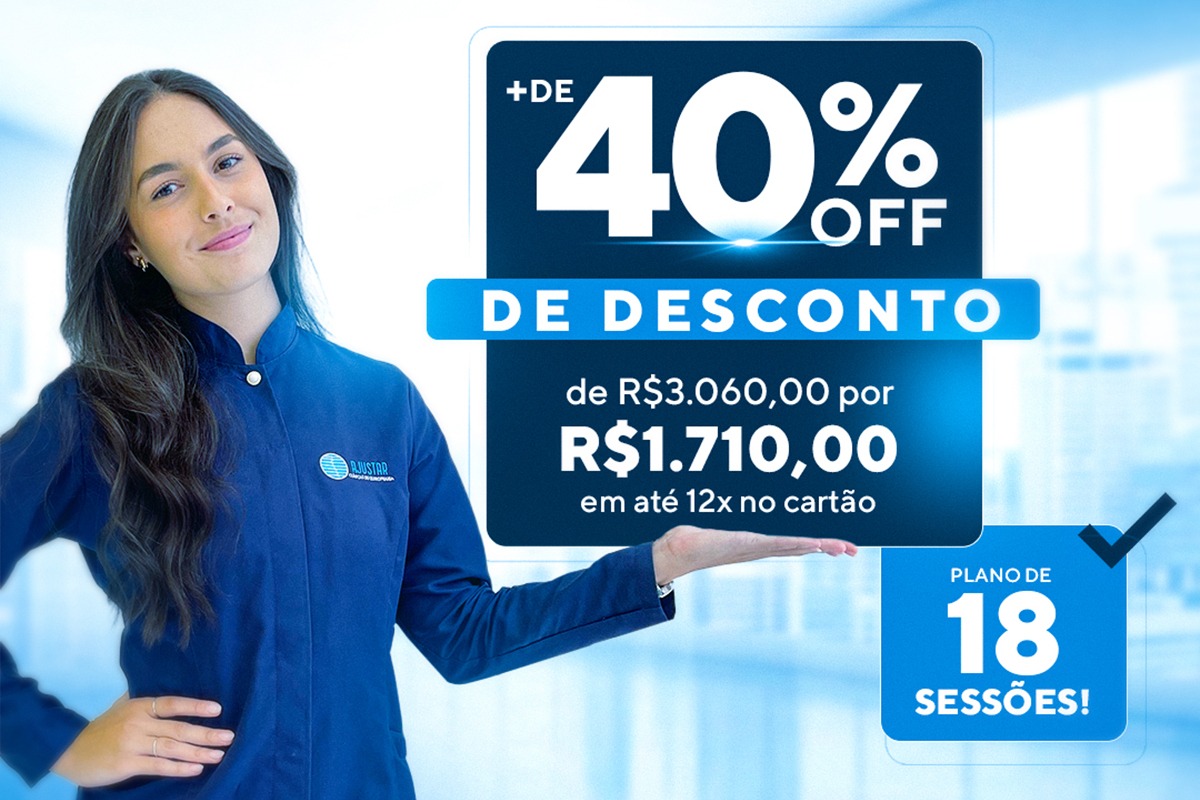 +DE
40%
OFF
DE DESCONTO
de R$3.060,00 por
R$1.710,00
em até 12x no cartão
AJUSTAR
PLANO DE
18
SESSÕES!